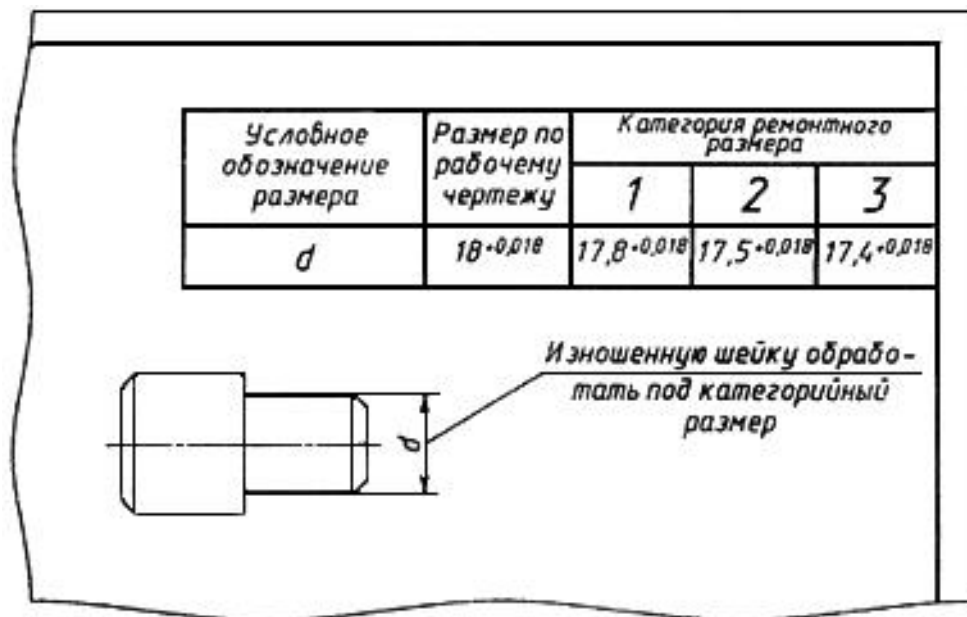 Условное
обозначение
размера
Размер по
рабочему
чертежу
Категория ремонтного
размера
1
2
3
d
18+0,018
17,8+0,018
17,5+0,018
17,4+0,018
Изношенную шейку обрабо-
тать под категорийный
размер
d